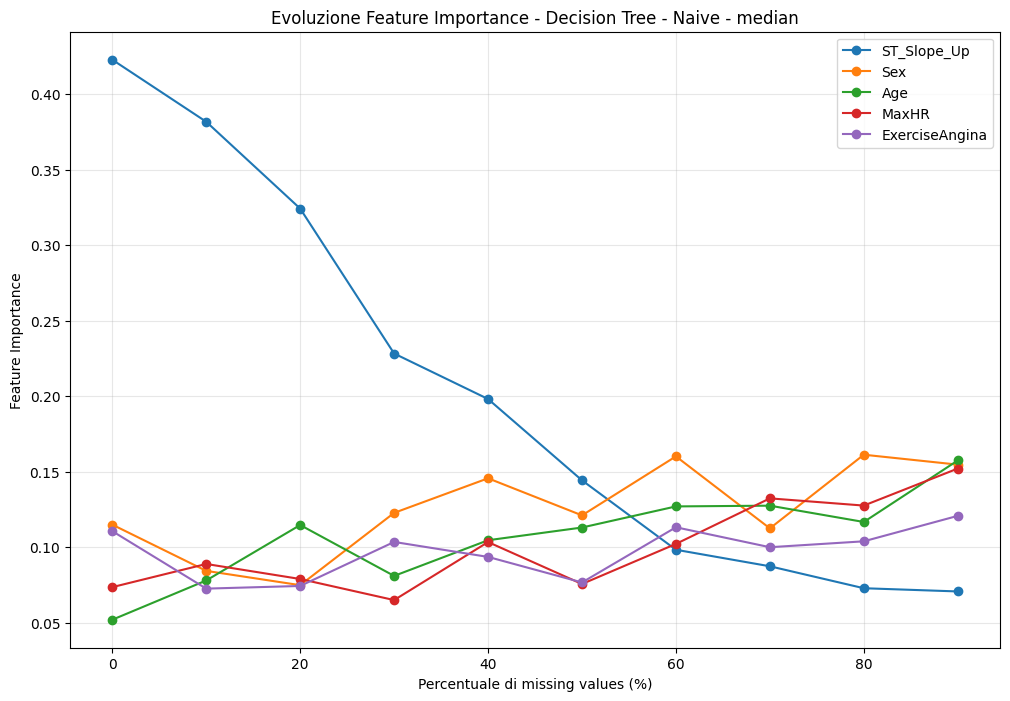 Evoluzione Feature Importance - Decision Tree - Naive - median
ST_Slope_Up
Sex
Age
MaxHR
ExerciseAngina
Feature Importance
0.40
0.35
0.30
0.25
0.20
0.15
0.10
0.05
0 20 40 60 80
Percentuale di missing values (%)